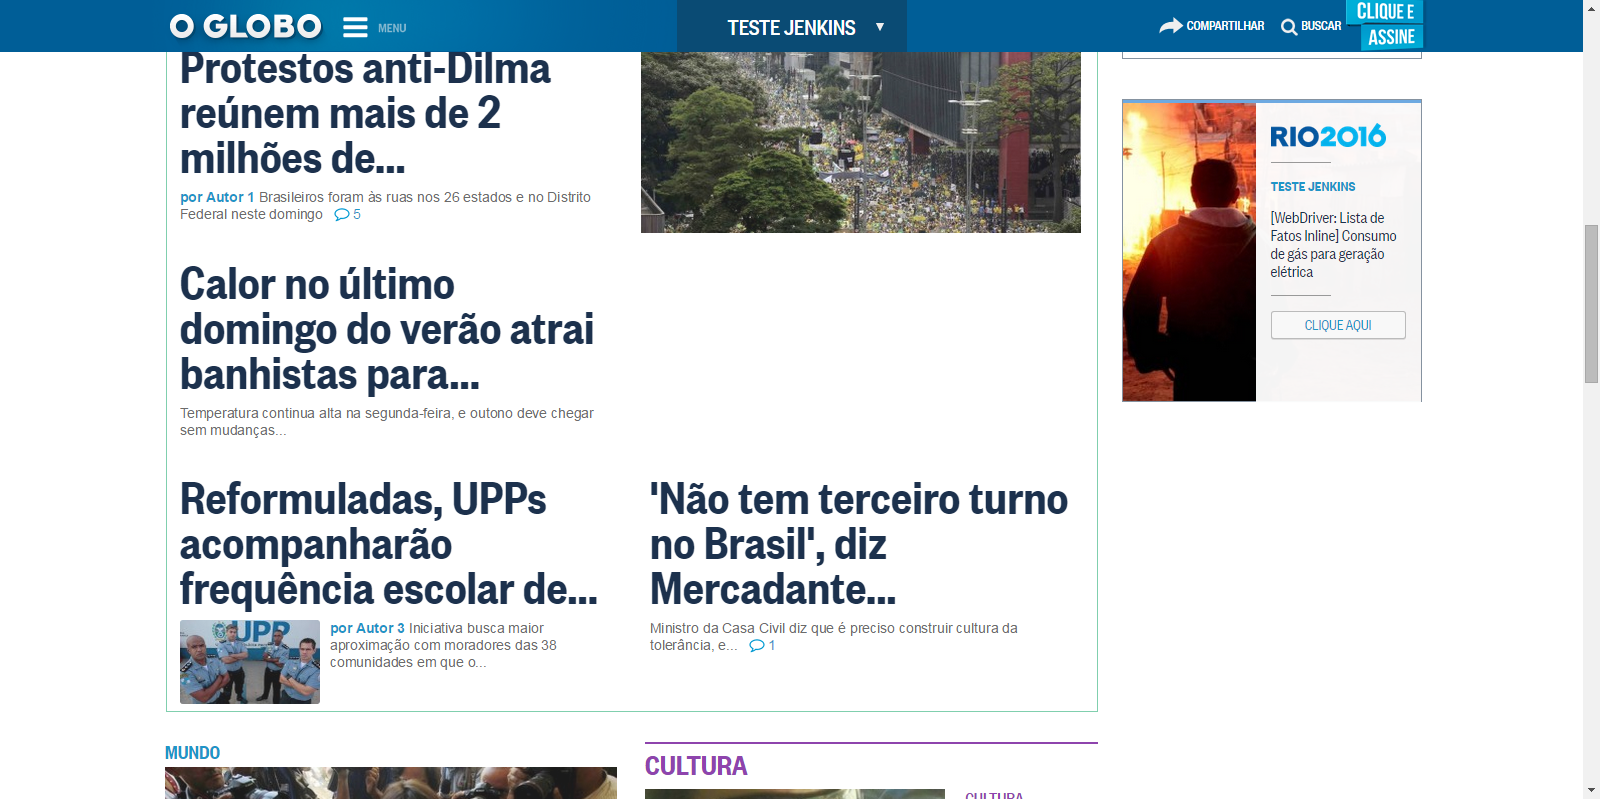 O GLOBO
MENU
TESTE JENKINS ▼
COMPARTILHAR
BUSCAR
CLIQUE E
ASSINE
Protestos anti-Dilma
reúnem mais de 2
milhões de...
por Autor 1 Brasileiros foram às ruas nos 26 estados e no Distrito
Federal neste domingo 5
Calor no último
domingo do verão atrai
banhistas para...
Temperatura continua alta na segunda-feira, e outono deve chegar
sem mudanças...
Reformuladas, UPPs
acompanharão
frequência escolar de...
UPP
por Autor 3 Iniciativa busca maior
aproximação com moradores das 38
comunidades em que o...
'Não tem terceiro turno
no Brasil', diz
Mercadante...
Ministro da Casa Civil diz que é preciso construir cultura da
tolerância, e... 1
RIO2016
TESTE JENKINS
[WebDriver: Lista de
Fatos Inline] Consumo
de gás para geração
elétrica
CLIQUE AQUI
MUNDO
CULTURA
CULTURA